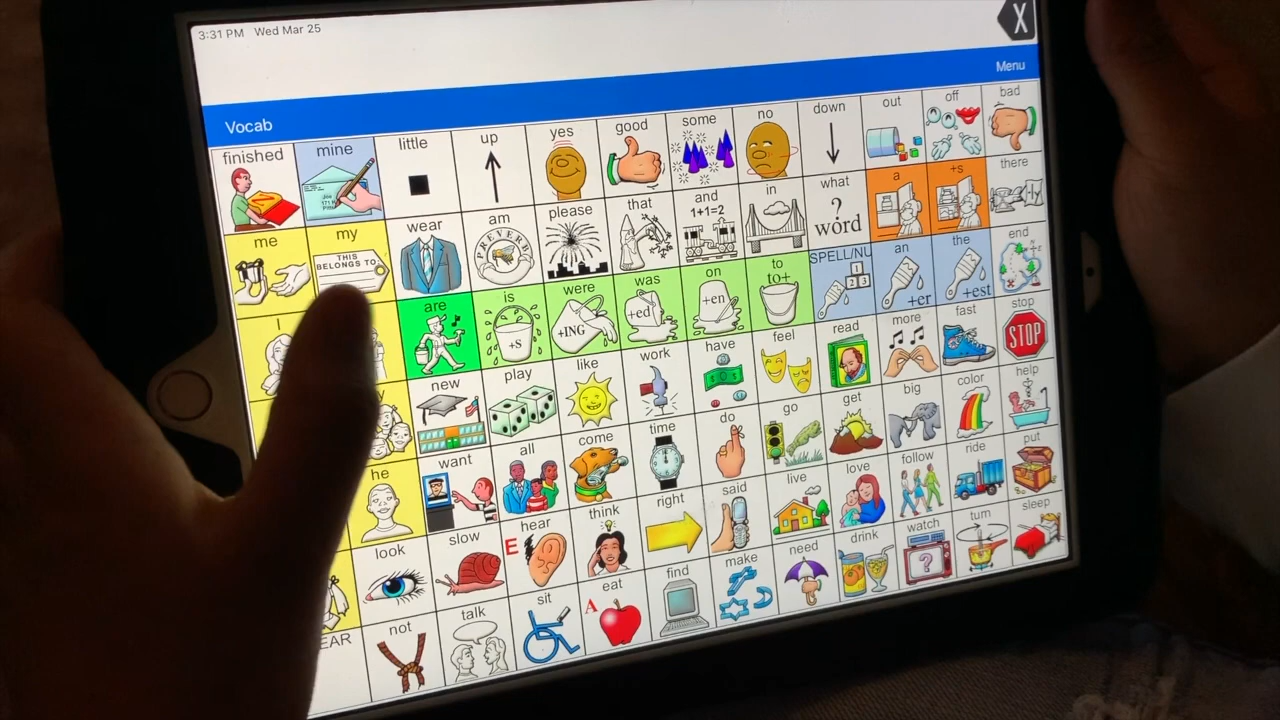 3:31 PM Wed Mar 25
X
Menu
Vocab
finished mine little up yes good some no down out off bad
me my wear am please that and in what a +s there
THIS BELONGS TO
PREVERB
1+1=2
?
word
I are is were was on to SPELL/NU an the end
+s +ING +ed +en to+ 1 2 3 +er +est
new play like work have feel read more fast stop
STOP
he want all come time do go get big color help
look slow hear think right said live love follow ride put
E
not talk sit eat find make need drink watch turn sleep
A
?